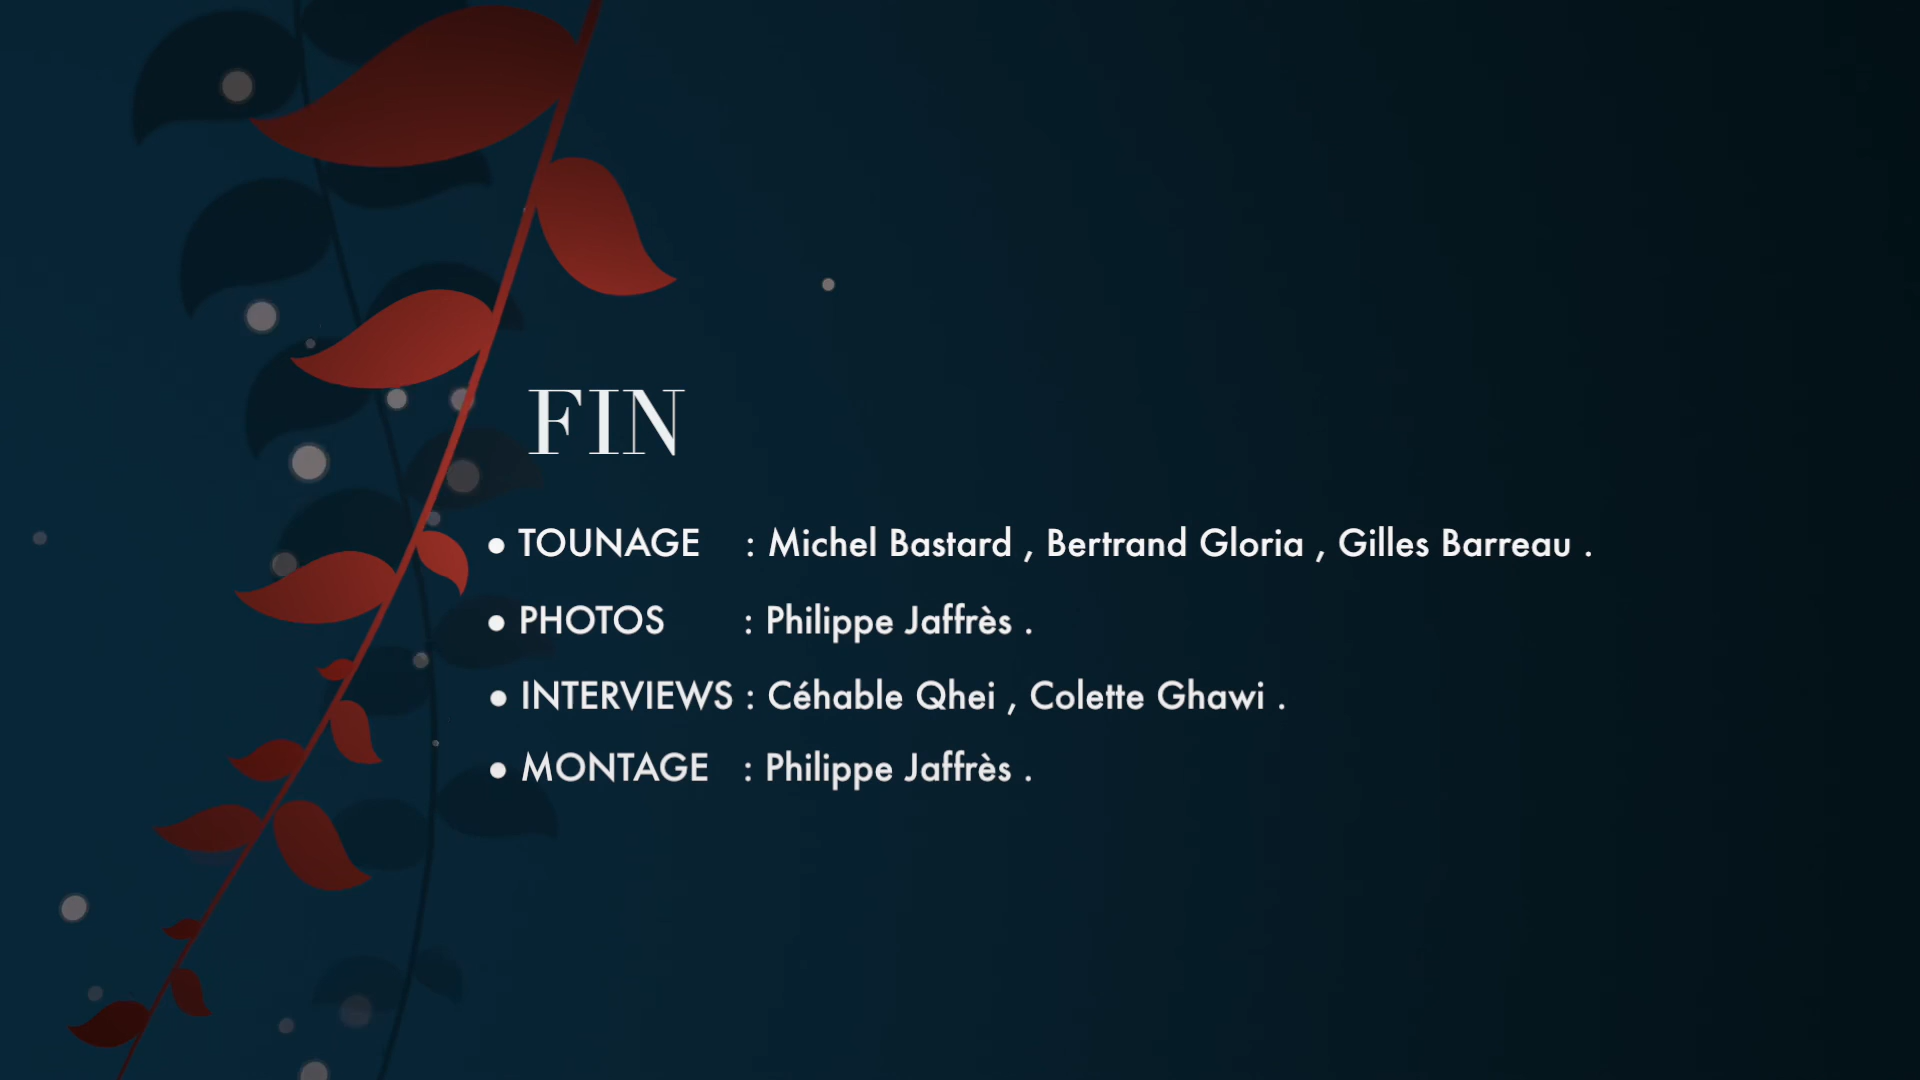 FIN
• TOUNAGE : Michel Bastard , Bertrand Gloria , Gilles Barreau .
• PHOTOS : Philippe Jaffrès .
• INTERVIEWS : Céhable Qhei , Colette Ghawi .
• MONTAGE : Philippe Jaffrès .